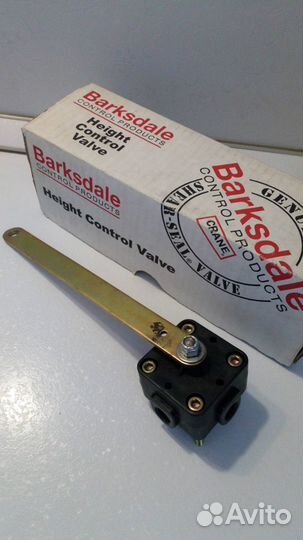 Barksdale
CONTROL PRODUCTS
Height
Control
Valve
Barksdale
CONTROL PRODUCTS
Height Control Valve
GENU
Barksdale
CONTROL PRODUCTS
CRANE
SHEAR-SEAL® VALVE
Avito